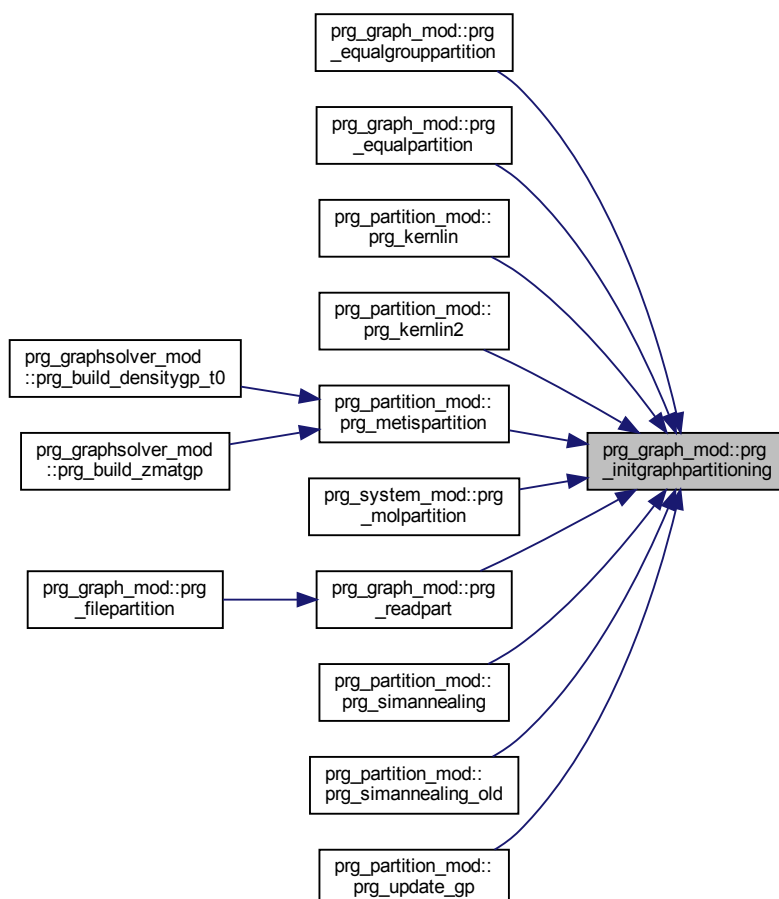 prg_graph_mod::prg
_equalgrouppartition
prg_graph_mod::prg
_equalpartition
prg_partition_mod::
prg_kernlin
prg_partition_mod::
prg_kernlin2
prg_graphsolver_mod
::prg_build_densitygp_t0
prg_partition_mod::
prg_metispartition
prg_graphsolver_mod
::prg_build_zmatgp
prg_graph_mod::prg
_initgraphpartitioning
prg_system_mod::prg
_molpartition
prg_graph_mod::prg
_filepartition
prg_graph_mod::prg
_readpart
prg_partition_mod::
prg_simannealing
prg_partition_mod::
prg_simannealing_old
prg_partition_mod::
prg_update_gp